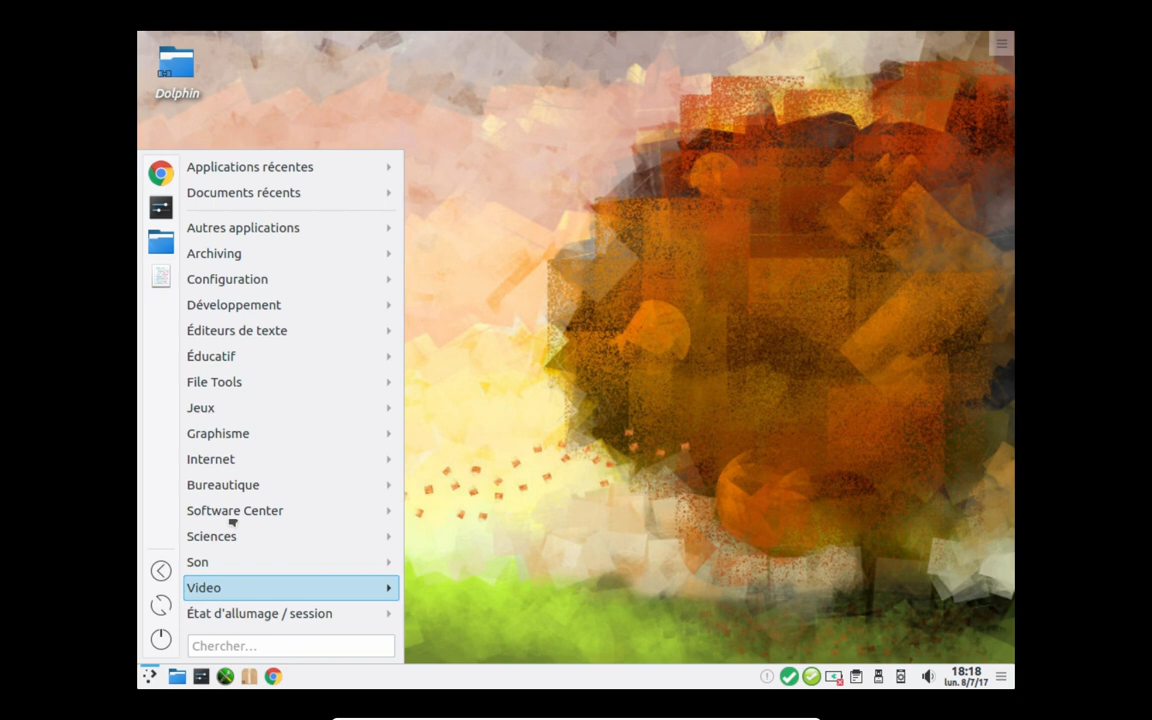 Dolphin
Applications récentes
Documents récents
Autres applications
Archiving
Configuration
Développement
Éditeurs de texte
Éducatif
File Tools
Jeux
Graphisme
Internet
Bureautique
Software Center
Sciences
Son
Video
État d'allumage / session
Chercher...
18:18
lun. 8/7/17